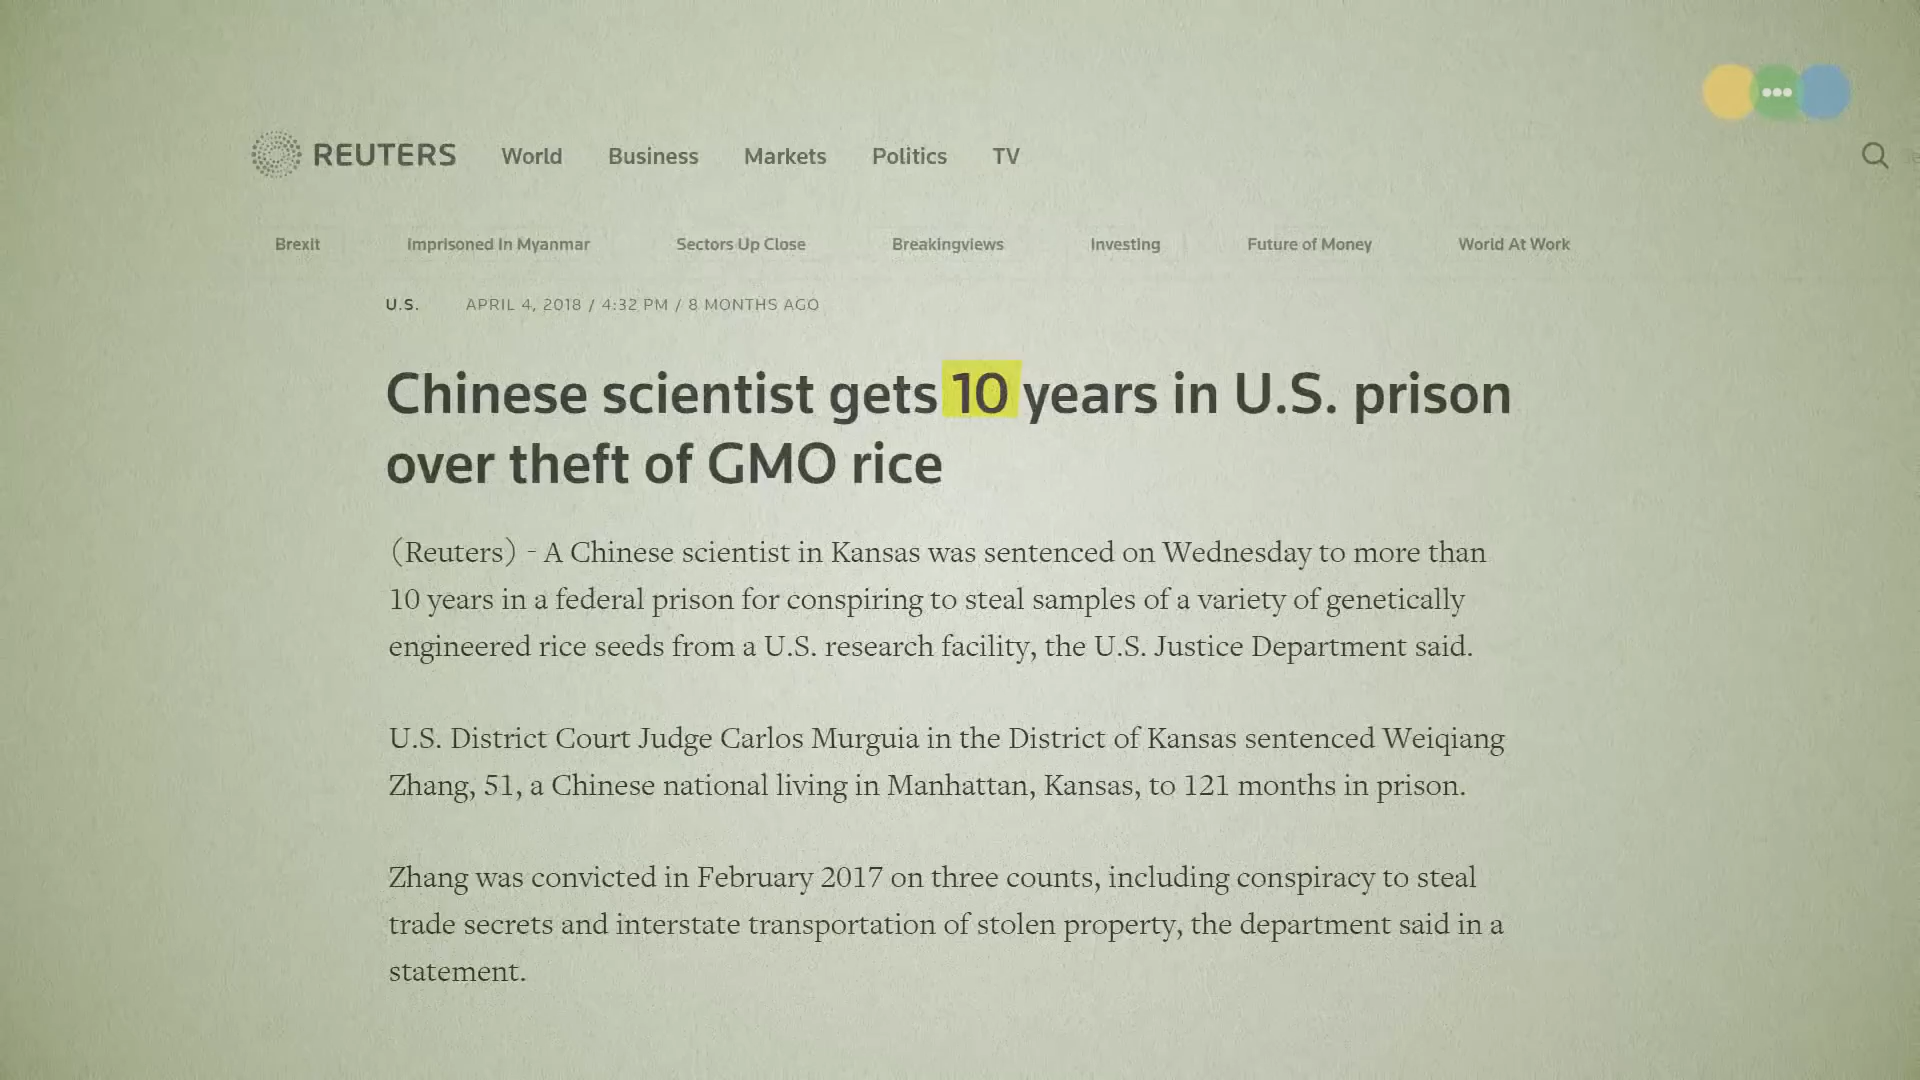 REUTERS World Business Markets Politics TV
Brexit Imprisoned In Myanmar Sectors Up Close Breakingviews Investing Future of Money World At Work
U.S. APRIL 4, 2018 / 4:32 PM / 8 MONTHS AGO
Chinese scientist gets 10 years in U.S. prison
over theft of GMO rice
(Reuters) - A Chinese scientist in Kansas was sentenced on Wednesday to more than
10 years in a federal prison for conspiring to steal samples of a variety of genetically
engineered rice seeds from a U.S. research facility, the U.S. Justice Department said.
U.S. District Court Judge Carlos Murguia in the District of Kansas sentenced Weiqiang
Zhang, 51, a Chinese national living in Manhattan, Kansas, to 121 months in prison.
Zhang was convicted in February 2017 on three counts, including conspiracy to steal
trade secrets and interstate transportation of stolen property, the department said in a
statement.